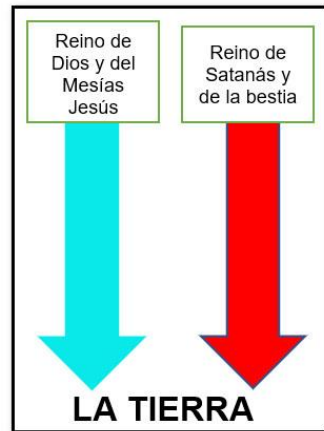 Reino de
Dios y del
Mesías
Jesús
Reino de
Satanás y
de la bestia
LA TIERRA